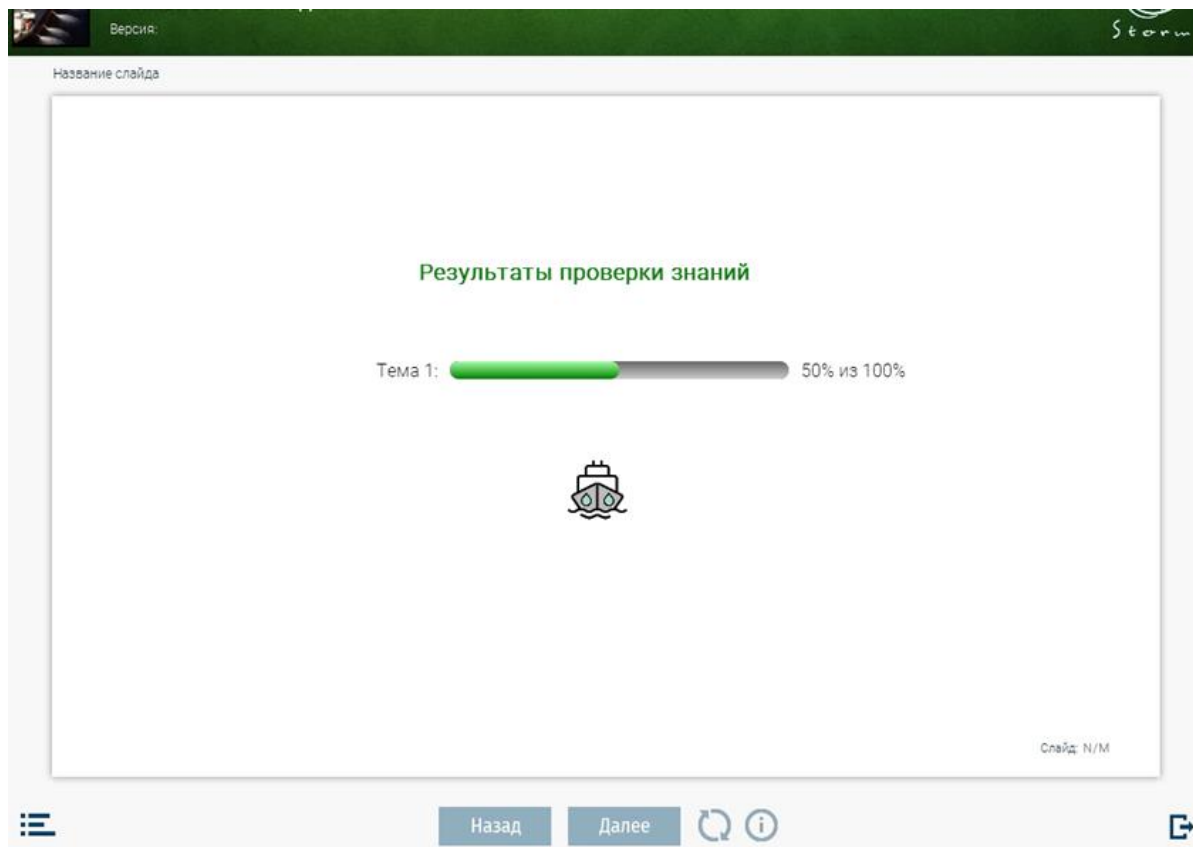 Версия:
Storm
Название слайда
Результаты проверки знаний
Тема 1:
50% из 100%
Слайд: N/M
Назад
Далее